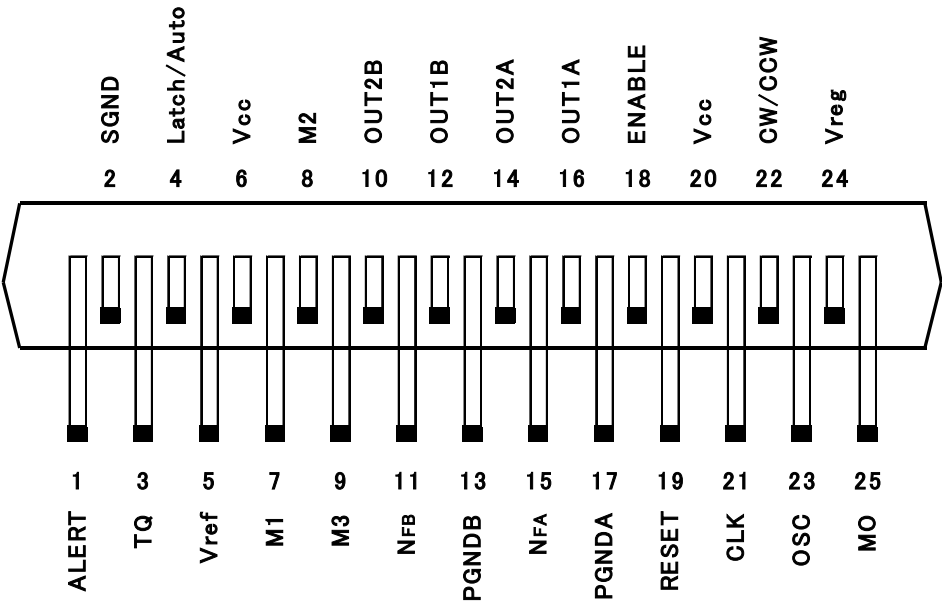 SGND Latch/Auto Vcc M2 OUT2B OUT1B OUT2A OUT1A ENABLE Vcc CW/CCW Vreg
2 4 6 8 10 12 14 16 18 20 22 24
1 3 5 7 9 11 13 15 17 19 21 23 25
ALERT TQ Vref M1 M3 NFB PGNDB NFA PGNDA RESET CLK OSC MO